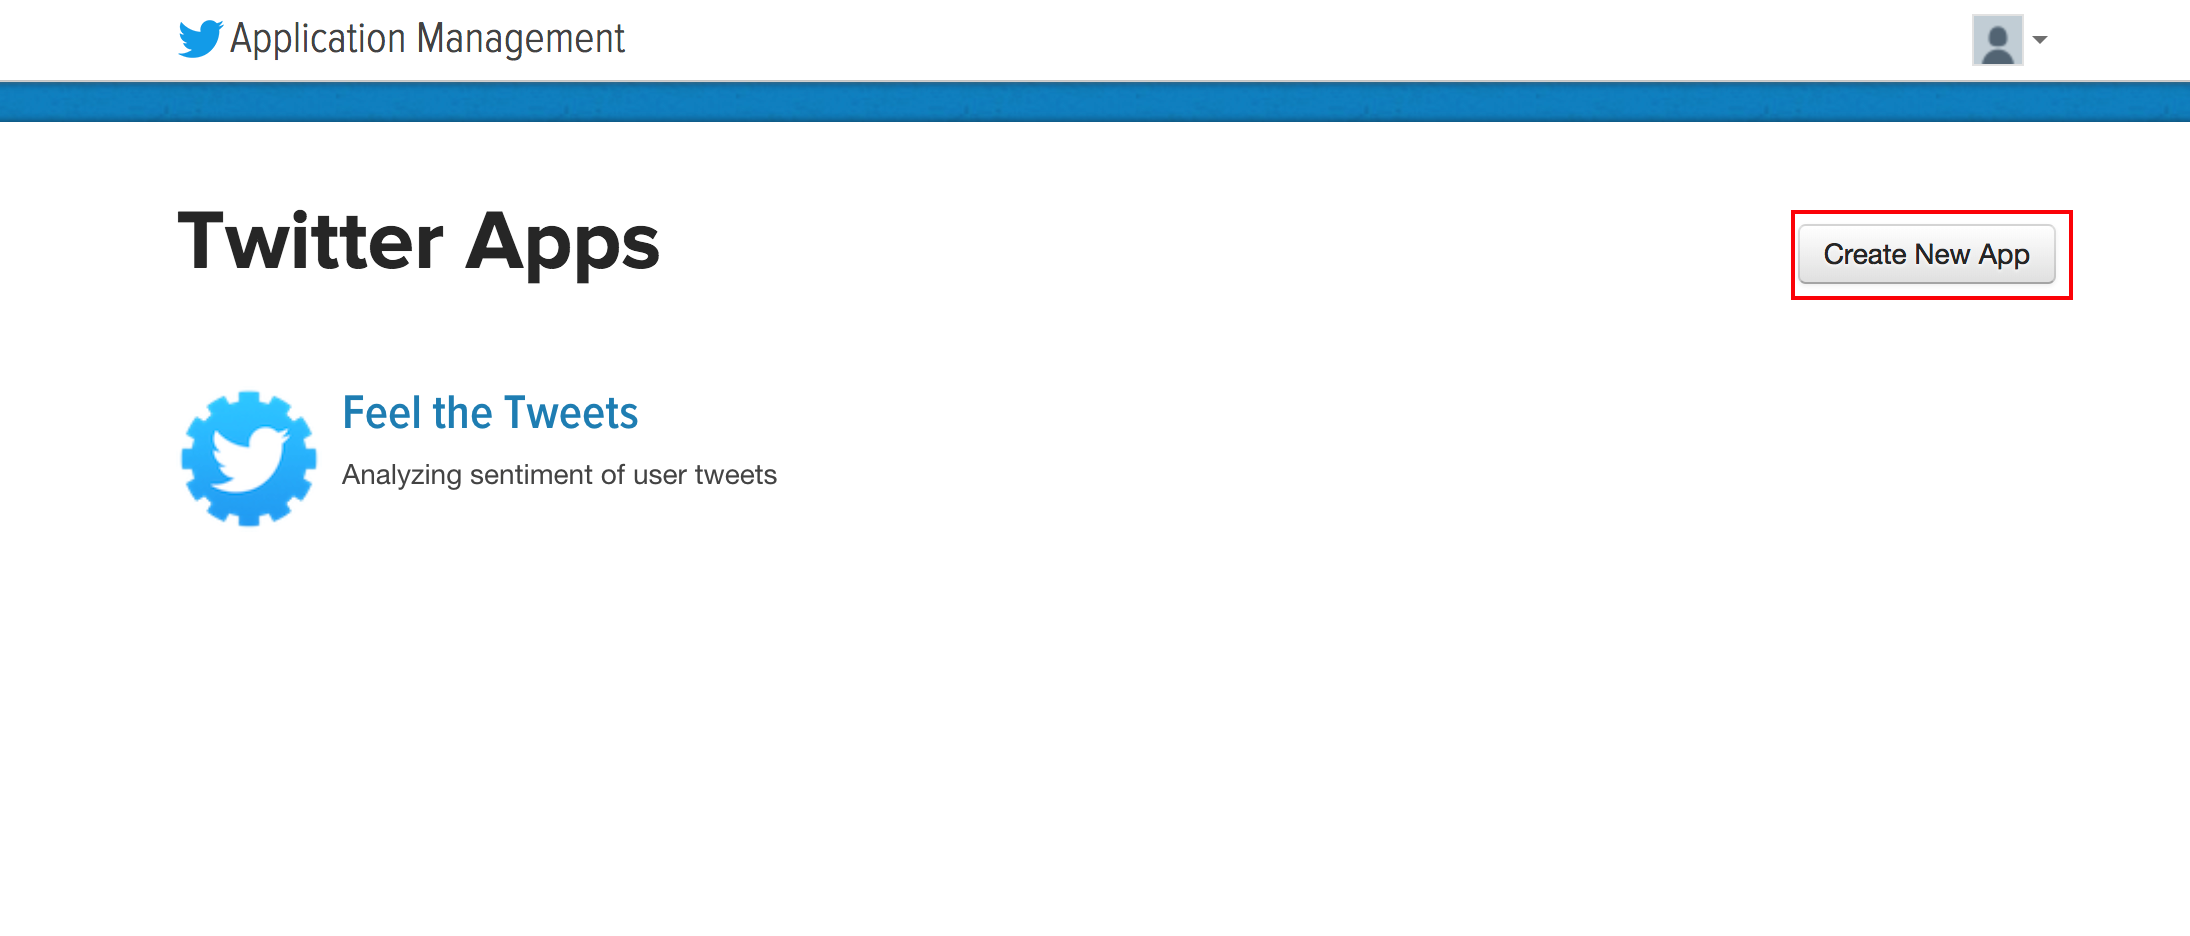 Application Management
Twitter Apps
Create New App
Feel the Tweets
Analyzing sentiment of user tweets